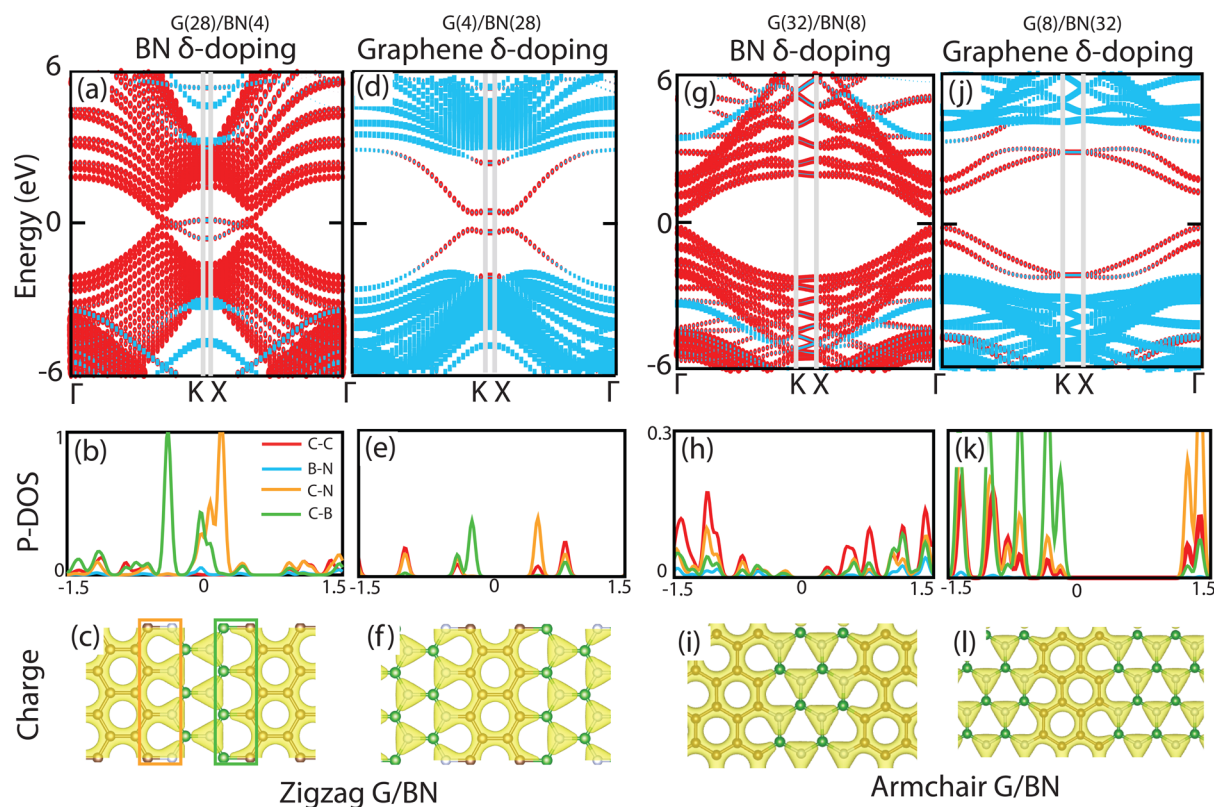 G(28)/BN(4)
BN δ-doping
G(4)/BN(28)
Graphene δ-doping
G(32)/BN(8)
BN δ-doping
G(8)/BN(32)
Graphene δ-doping
Energy (eV)
6
0
-6
(a)
Γ
K X
(d)
Γ
K X
Γ
6
0
-6
(g)
Γ
K X
(j)
Γ
K X
Γ
P-DOS
1
0
(b)
C-C
B-N
C-N
C-B
-1.5
0
1.5
(e)
-1.5
0
1.5
0.3
0
(h)
-1.5
0
1.5
(k)
-1.5
0
1.5
Charge
(c)
(f)
(i)
(l)
Zigzag G/BN
Armchair G/BN